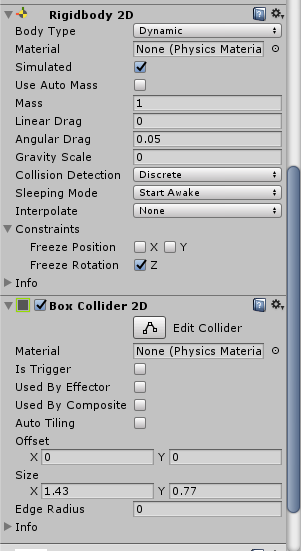 Rigidbody 2D
Body Type Dynamic
Material None (Physics Materia
Simulated
Use Auto Mass
Mass 1
Linear Drag 0
Angular Drag 0.05
Gravity Scale 0
Collision Detection Discrete
Sleeping Mode Start Awake
Interpolate None
Constraints
Freeze Position X Y
Freeze Rotation Z
Info
Box Collider 2D
Edit Collider
Material None (Physics Materia
Is Trigger
Used By Effector
Used By Composite
Auto Tiling
Offset
X 0 Y 0
Size
X 1.43 Y 0.77
Edge Radius 0
Info